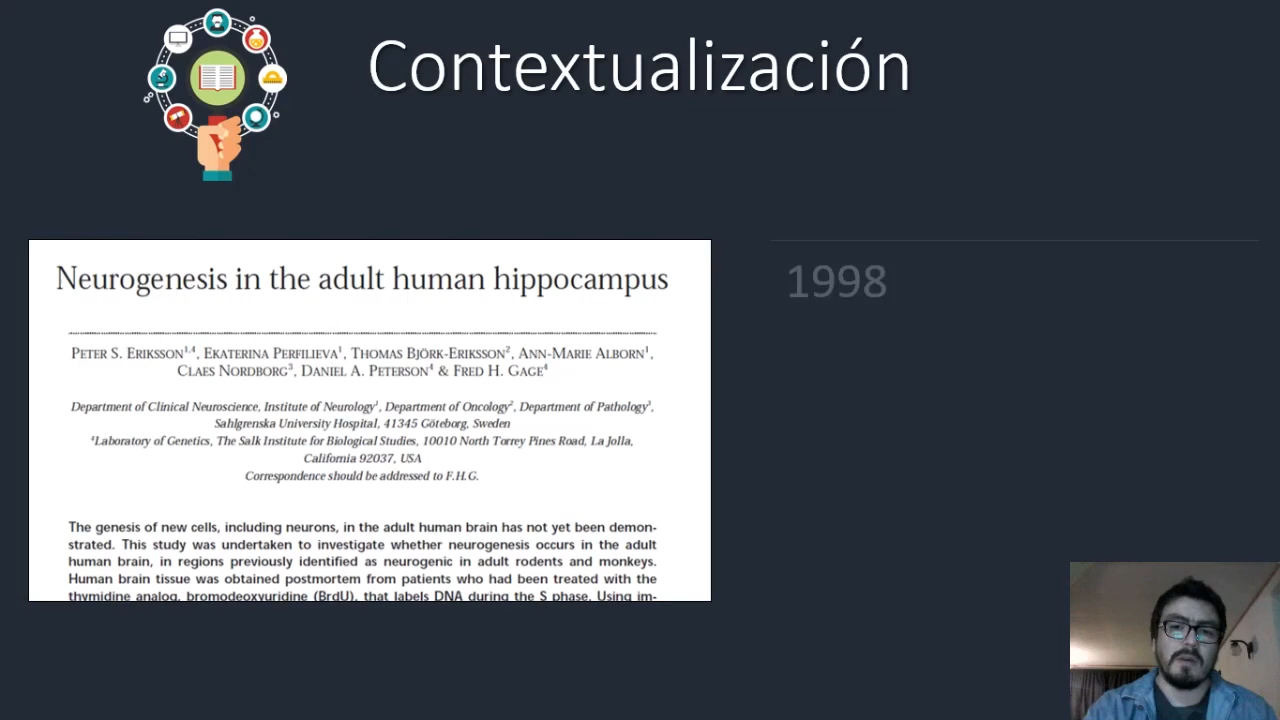 Contextualización
Neurogenesis in the adult human hippocampus
PETER S. ERIKSSON1,4, EKATERINA PERFILIEVA1, THOMAS BJÖRK-ERIKSSON2, ANN-MARIE ALBORN1,
CLAES NORDBORG3, DANIEL A. PETERSON4 & FRED H. GAGE4
Department of Clinical Neuroscience, Institute of Neurology1, Department of Oncology2, Department of Pathology3,
Sahlgrenska University Hospital, 41345 Göteborg, Sweden
4Laboratory of Genetics, The Salk Institute for Biological Studies, 10010 North Torrey Pines Road, La Jolla,
California 92037, USA
Correspondence should be addressed to F.H.G.
The genesis of new cells, including neurons, in the adult human brain has not yet been demon-
strated. This study was undertaken to investigate whether neurogenesis occurs in the adult
human brain, in regions previously identified as neurogenic in adult rodents and monkeys.
Human brain tissue was obtained postmortem from patients who had been treated with the
thymidine analog, bromodeoxyuridine (BrdU), that labels DNA during the S phase. Using im-
1998